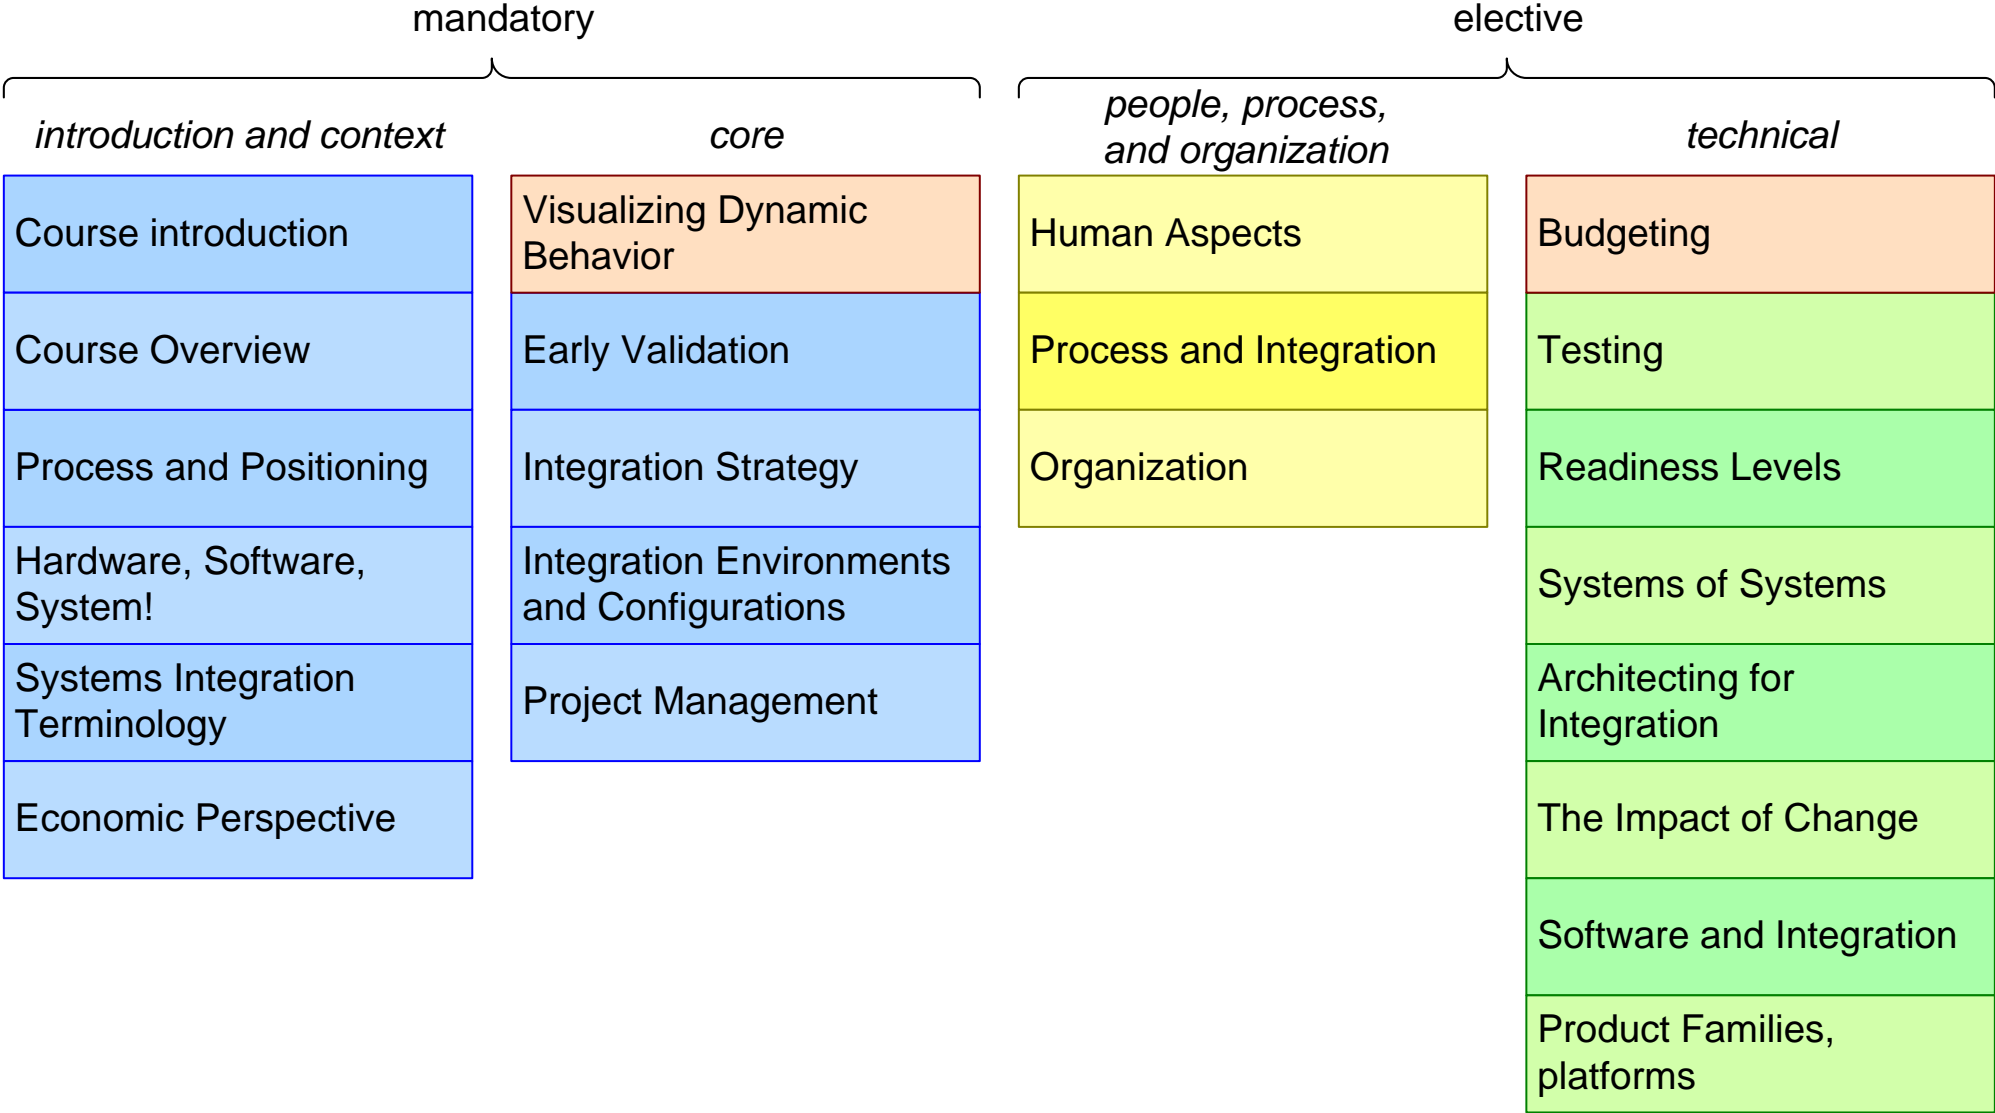 mandatory
elective
introduction and context
core
people, process,
and organization
technical
Course introduction
Course Overview
Process and Positioning
Hardware, Software,
System!
Systems Integration
Terminology
Economic Perspective
Visualizing Dynamic
Behavior
Early Validation
Integration Strategy
Integration Environments
and Configurations
Project Management
Human Aspects
Process and Integration
Organization
Budgeting
Testing
Readiness Levels
Systems of Systems
Architecting for
Integration
The Impact of Change
Software and Integration
Product Families,
platforms